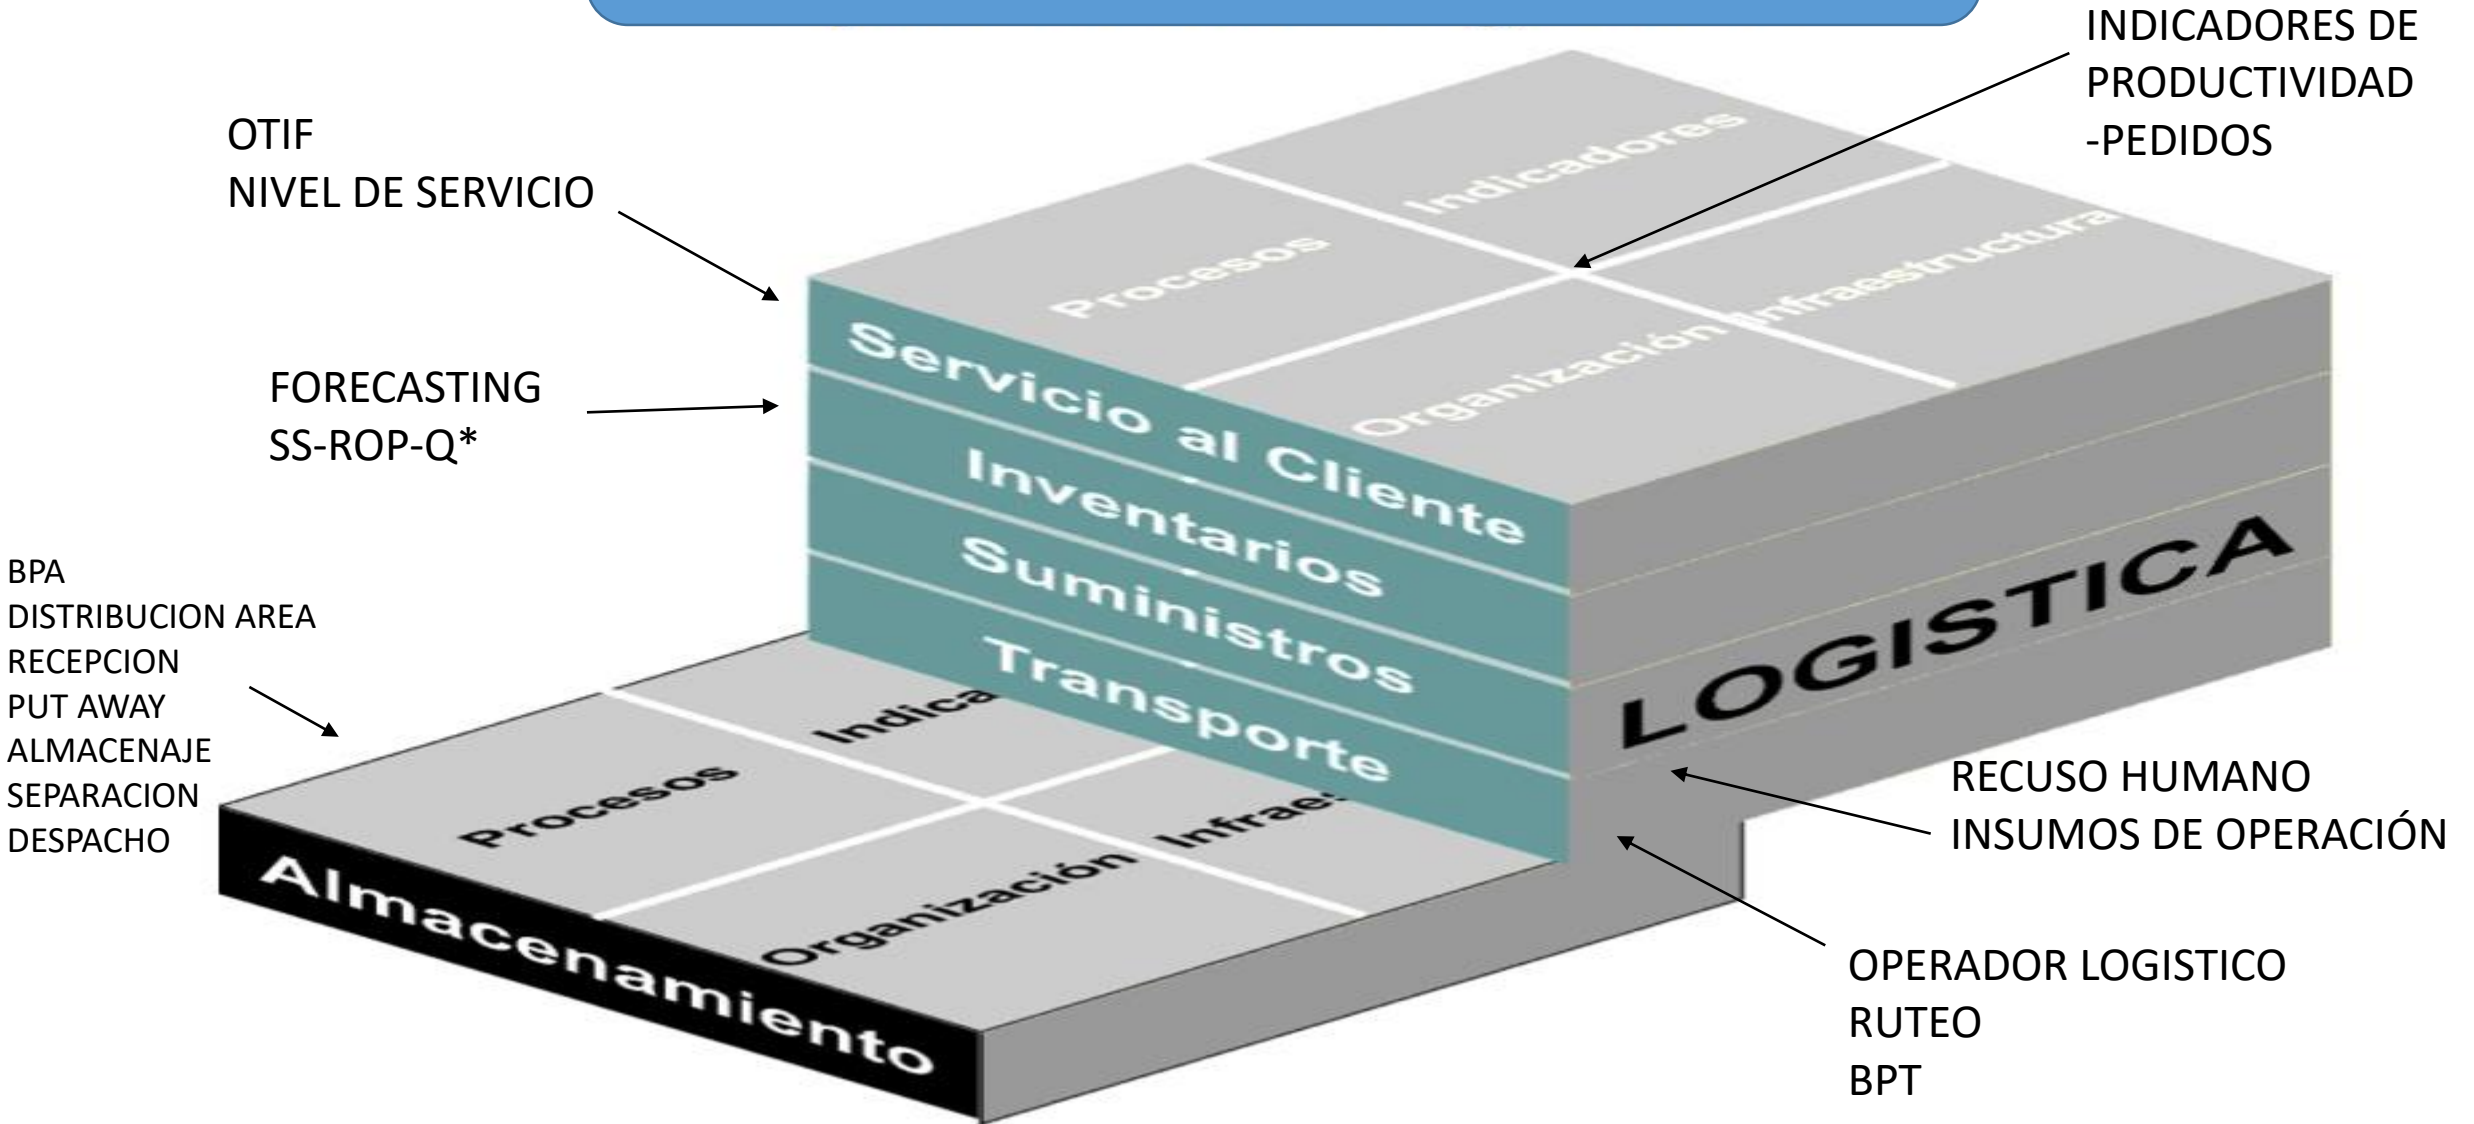 INDICADORES DE
PRODUCTIVIDAD
-PEDIDOS
OTIF
NIVEL DE SERVICIO
Indicadores
Procesos
Infraestructura
Organización
FORECASTING
SS-ROP-Q*
Servicio al Cliente
Inventarios
Suministros
Transporte
LOGISTICA
BPA
DISTRIBUCION AREA
RECEPCION
PUT AWAY
ALMACENAJE
SEPARACION
DESPACHO
Indica
Procesos
Infraes
Organización
Almacenamiento
RECUSO HUMANO
INSUMOS DE OPERACIÓN
OPERADOR LOGISTICO
RUTEO
BPT